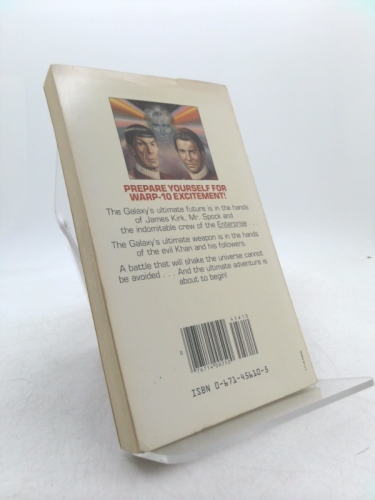 PREPARE YOURSELF FOR
WARP-10 EXCITEMENT!
The Galaxy's ultimate future is in the hands
of James Kirk, Mr. Spock and
the indomitable crew of the Enterprise . . .
The Galaxy's ultimate weapon is in the hands
of the evil Khan and his followers.
A battle that will shake the universe cannot
be avoided . . . And the ultimate adventure is
about to begin!
ISBN 0-671-45610-5